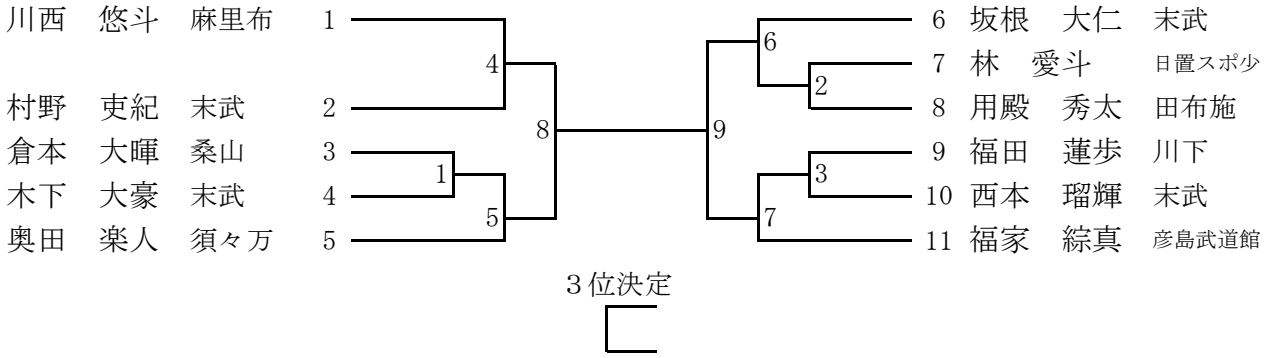 川西　悠斗　麻里布　1
村野　吏紀　末武　2
倉本　大暉　桑山　3
木下　大豪　末武　4
奥田　楽人　須々万　5
4
1
5
8
9
6
2
3
7
6　坂根　大仁　末武
7　林　愛斗　日置スポ少
8　用殿　秀太　田布施
9　福田　蓮歩　川下
10　西本　瑠輝　末武
11　福家　綜真　彦島武道館
３位決定